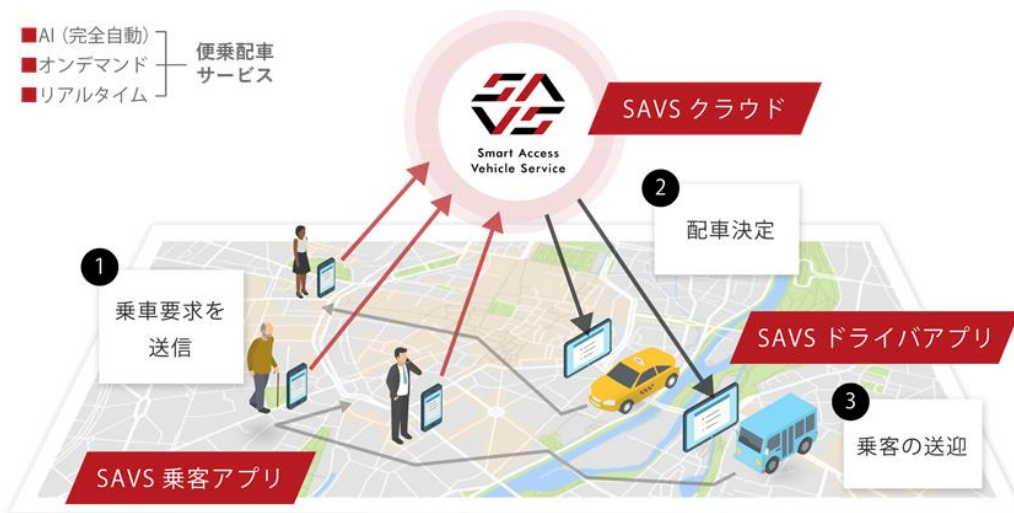 ■AI（完全自動）
■オンデマンド
■リアルタイム
便乗配車
サービス
SAVS
Smart Access
Vehicle Service
SAVS クラウド
2
配車決定
1
乗車要求を
送信
SAVS ドライバアプリ
3
乗客の送迎
SAVS 乗客アプリ